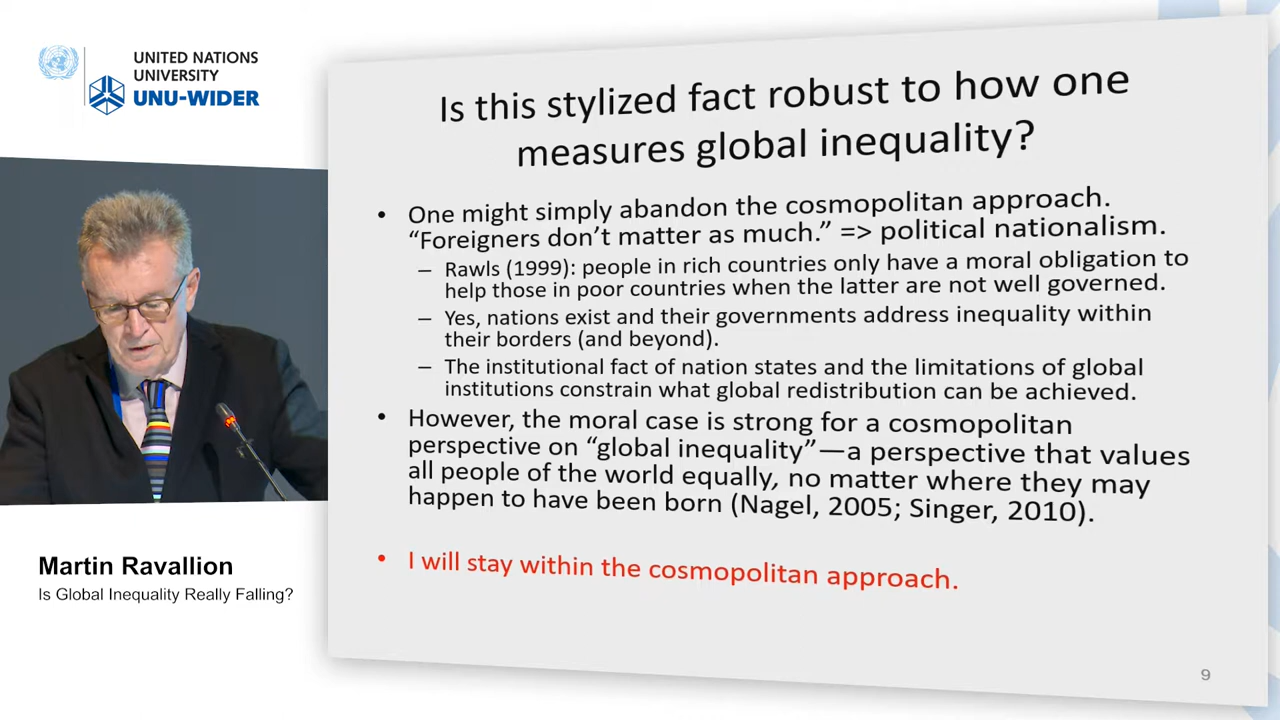 UNITED NATIONS
UNIVERSITY
UNU-WIDER
Is this stylized fact robust to how one
measures global inequality?
• One might simply abandon the cosmopolitan approach.
“Foreigners don’t matter as much.” => political nationalism.
– Rawls (1999): people in rich countries only have a moral obligation to
help those in poor countries when the latter are not well governed.
– Yes, nations exist and their governments address inequality within
their borders (and beyond).
– The institutional fact of nation states and the limitations of global
institutions constrain what global redistribution can be achieved.
• However, the moral case is strong for a cosmopolitan
perspective on “global inequality”—a perspective that values
all people of the world equally, no matter where they may
happen to have been born (Nagel, 2005; Singer, 2010).
• I will stay within the cosmopolitan approach.
9
Martin Ravallion
Is Global Inequality Really Falling?